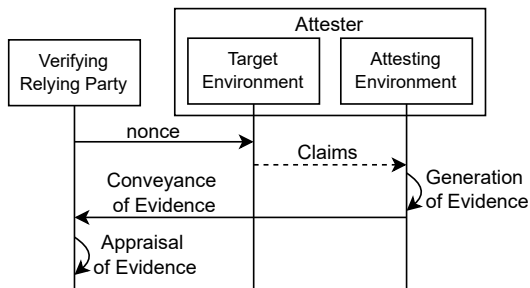 Attester
Verifying
Relying Party
Target
Environment
Attesting
Environment
nonce
Claims
Generation
of Evidence
Conveyance
of Evidence
Appraisal
of Evidence